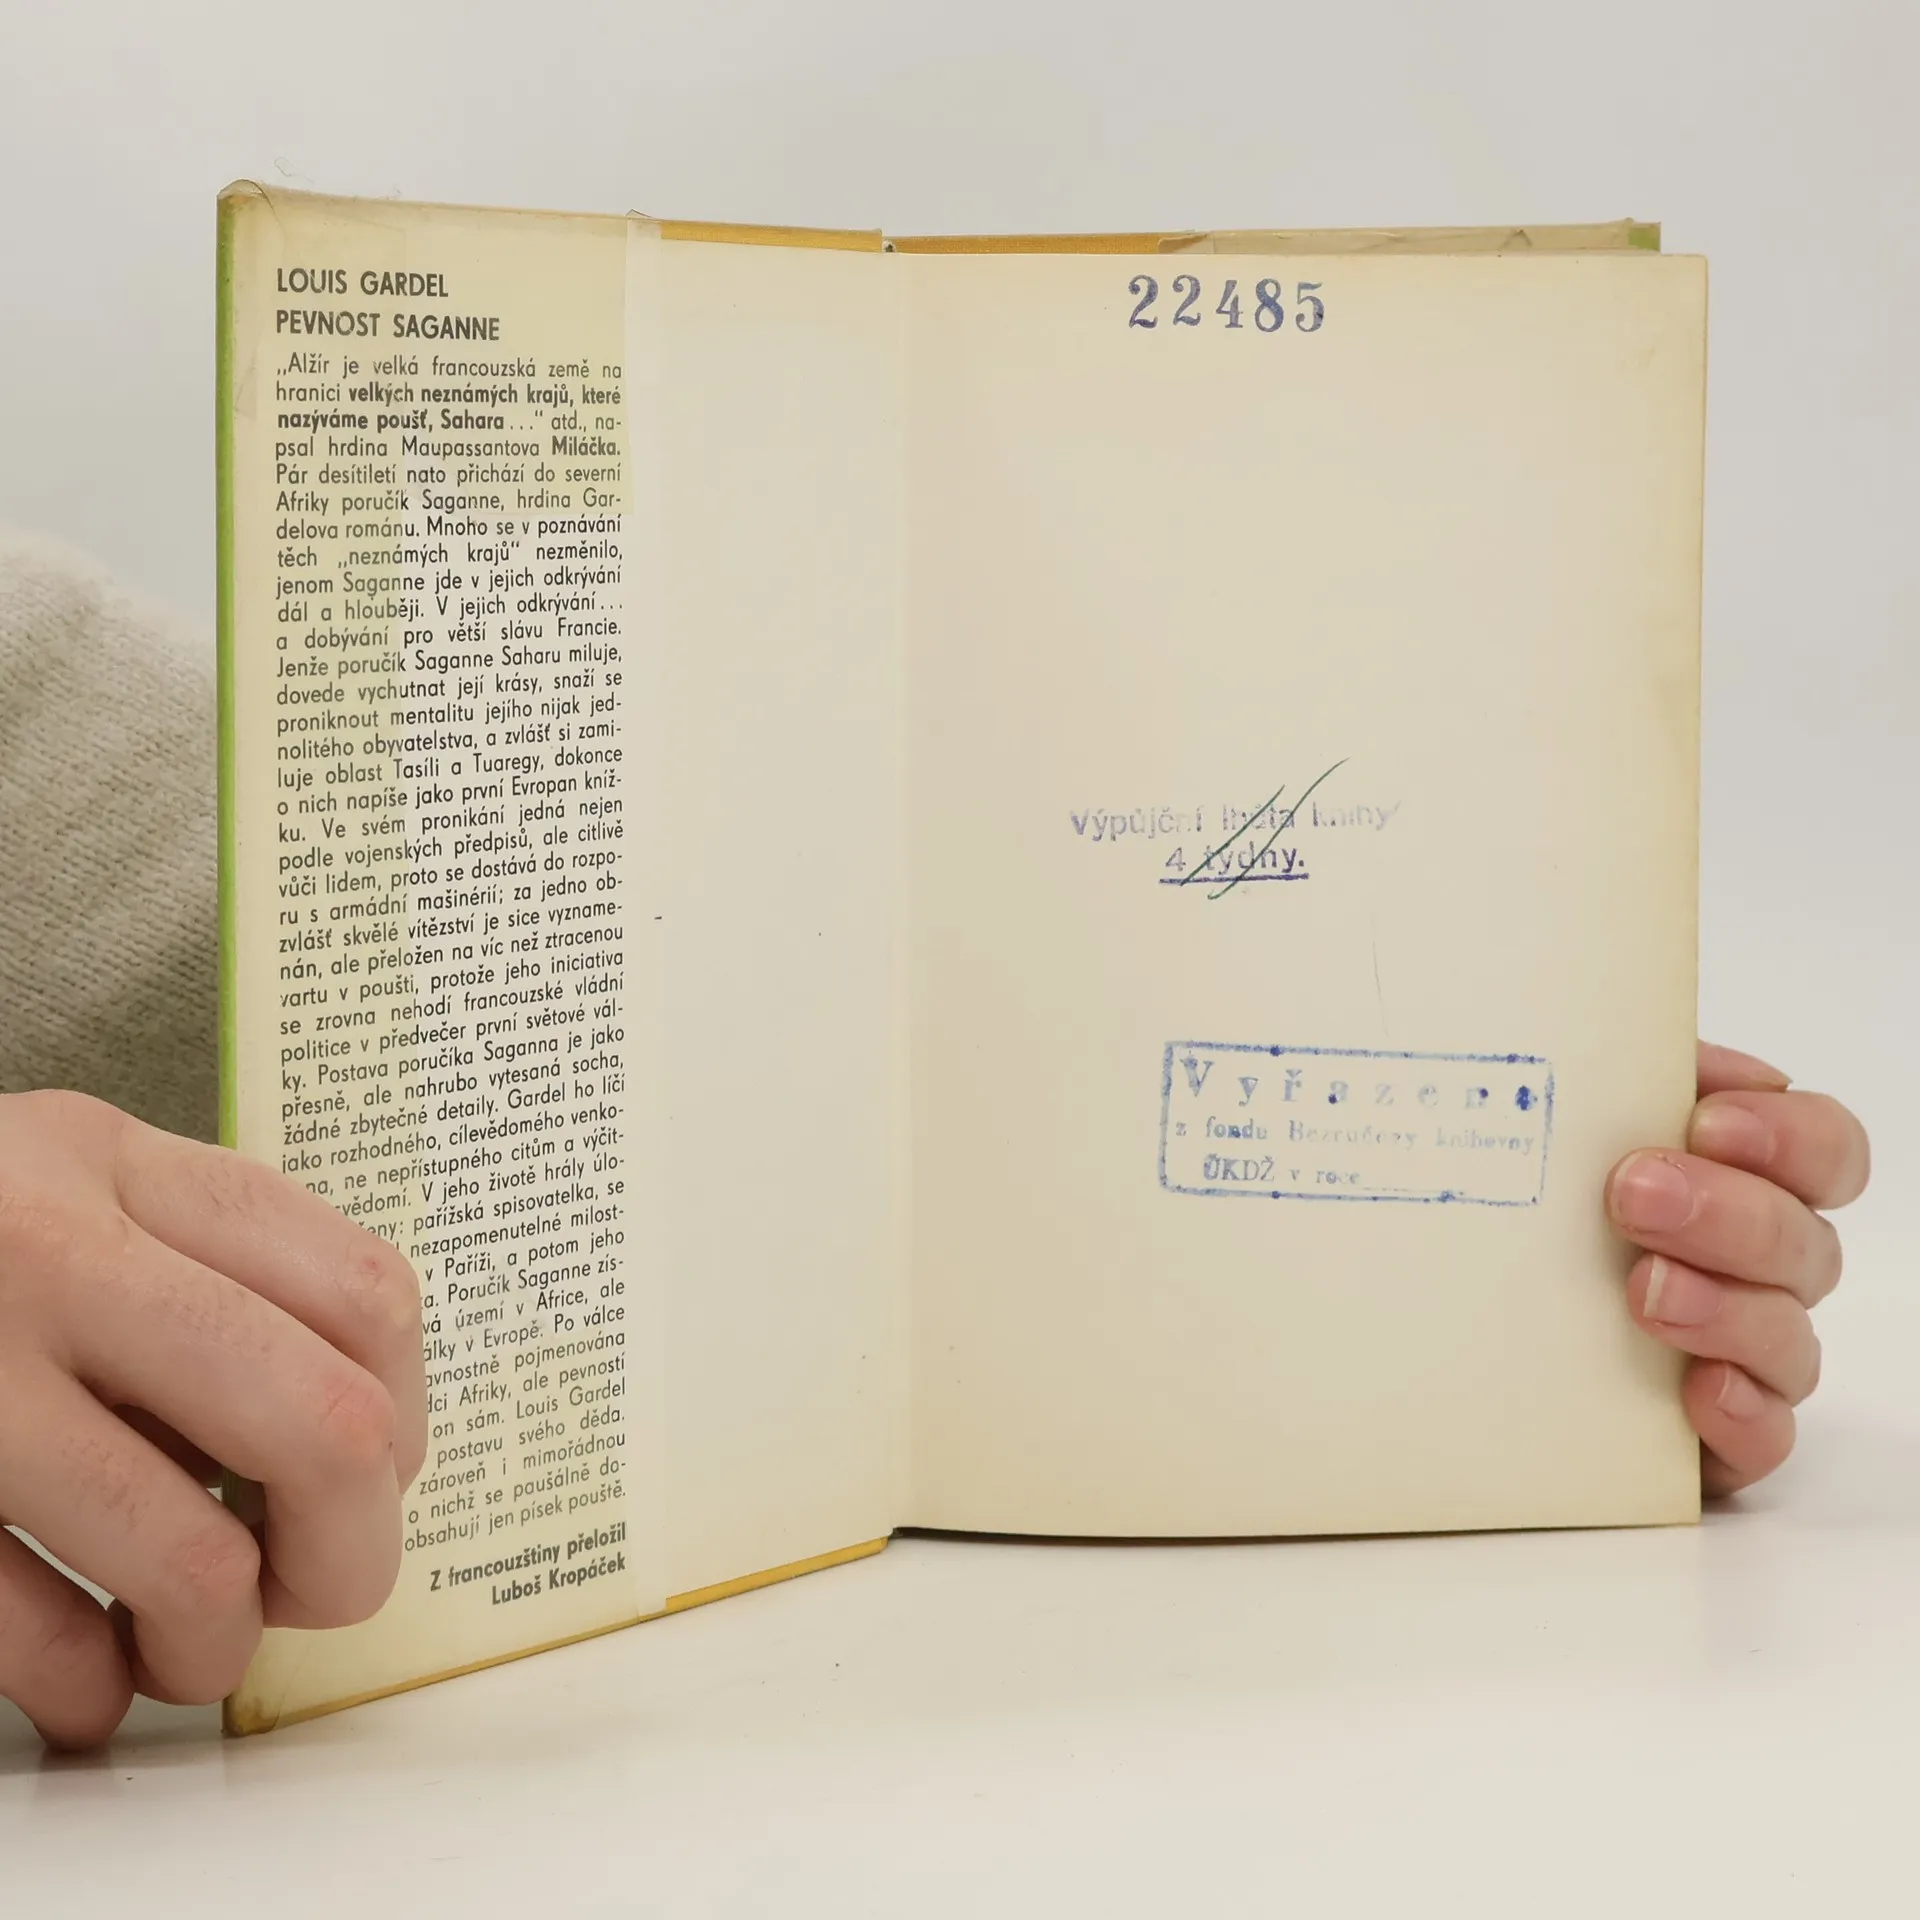 LOUIS GARDEL
PEVNOST SAGANNE
„Alžír je velká francouzská země na
hranici velkých neznámých krajů, které
nazýváme poušť, Sahara...“ atd., na-
psal hrdina Maupassantova Miláčka.
Pár desítiletí nato přichází do severní
Afriky poručík Saganne, hrdina Gar-
delova románu. Mnoho se v poznávání
těch „neznámých krajů“ nezměnilo,
jenom Saganne jde v jejich odkrývání
dál a hlouběji. V jejich odkrývání...
a dobývání pro větší slávu Francie.
Jenže poručík Saganne Saharu miluje,
dovede vychutnat její krásy, snaží se
proniknout mentalitu jejího nijak jed-
nolitého obyvatelstva, a zvlášť si zami-
luje oblast Tasíli a Tuaregy, dokonce
o nich napíše jako první Evropan kníž-
ku. Ve svém pronikání jedná nejen
podle vojenských předpisů, ale citlivě
vůči lidem, proto se dostává do rozpo-
ru s armádní mašinérií; za jedno ob-
zvlášť skvělé vítězství je sice vyzname-
nán, ale přeložen na víc než ztracenou
vartu v poušti, protože jeho iniciativa
se zrovna nehodí francouzské vládní
politice v předvečer první světové vál-
ky. Postava poručíka Saganna je jako
přesně, ale nahrubo vytesaná socha,
žádné zbytečné detaily. Gardel ho líčí
jako rozhodného, cílevědomého venko-
na, ne nepřístupného citům a výčit-
svědomí. V jeho životě hrály úlo-
ženy: pařížská spisovatelka, se
nezapomenutelné milost-
v Paříži, a potom jeho
ka. Poručík Saganne zís-
vá území v Africe, ale
álky v Evropě. Po válce
avnostně pojmenována
dci Afriky, ale pevností
on sám. Louis Gardel
postavu svého děda.
zároveň i mimořádnou
o nichž se paušálně do-
obsahují jen písek pouště.
Z francouzštiny přeložil
Luboš Kropáček
22485
Výpůjční lhůta knihy
4 týdny.
Vyřazeno
z fondu Bezručovy knihovny
ÚKDŽ v roce